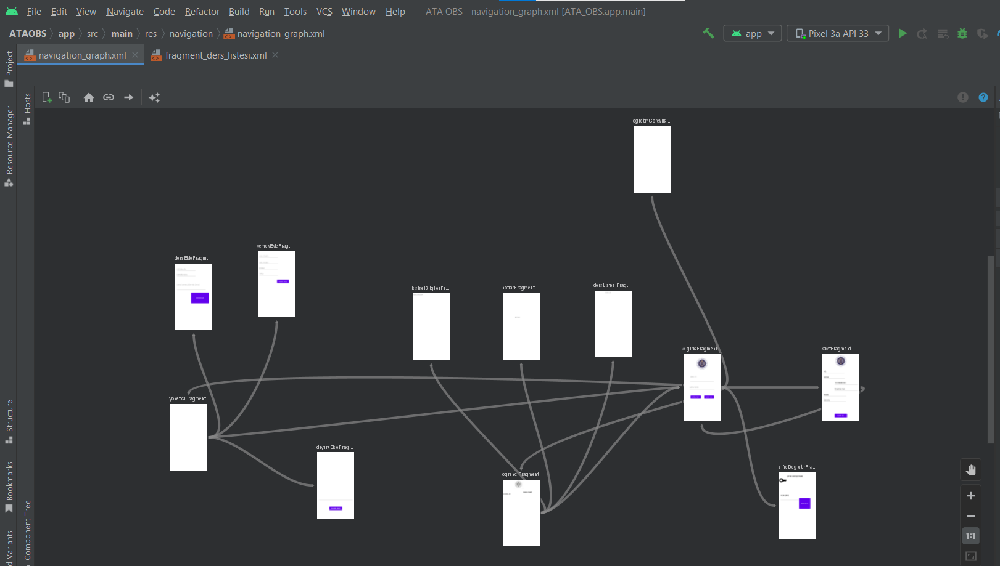 File Edit View Navigate Code Refactor Build Run Tools VCS Window Help ATA OBS - navigation_graph.xml [ATA_OBS.app.main]
ATAOBS app src main res navigation navigation_graph.xml app Pixel 3a API 33
navigation_graph.xml fragment_ders_listesi.xml
Project
Resource Manager
Structure
Bookmarks
d Variants
Hosts
Component Tree
ogretimGorevlis...
yemekEkleFrag...
dersEkleFragm...
kisiselBilgilerFr...
notlarFragment
dersListesiFrag...
girisFragment
kayitFragment
yoneticiFragment
duyuruEkleFrag...
ogrenciFragment
sifreDegistirFra...
1:1